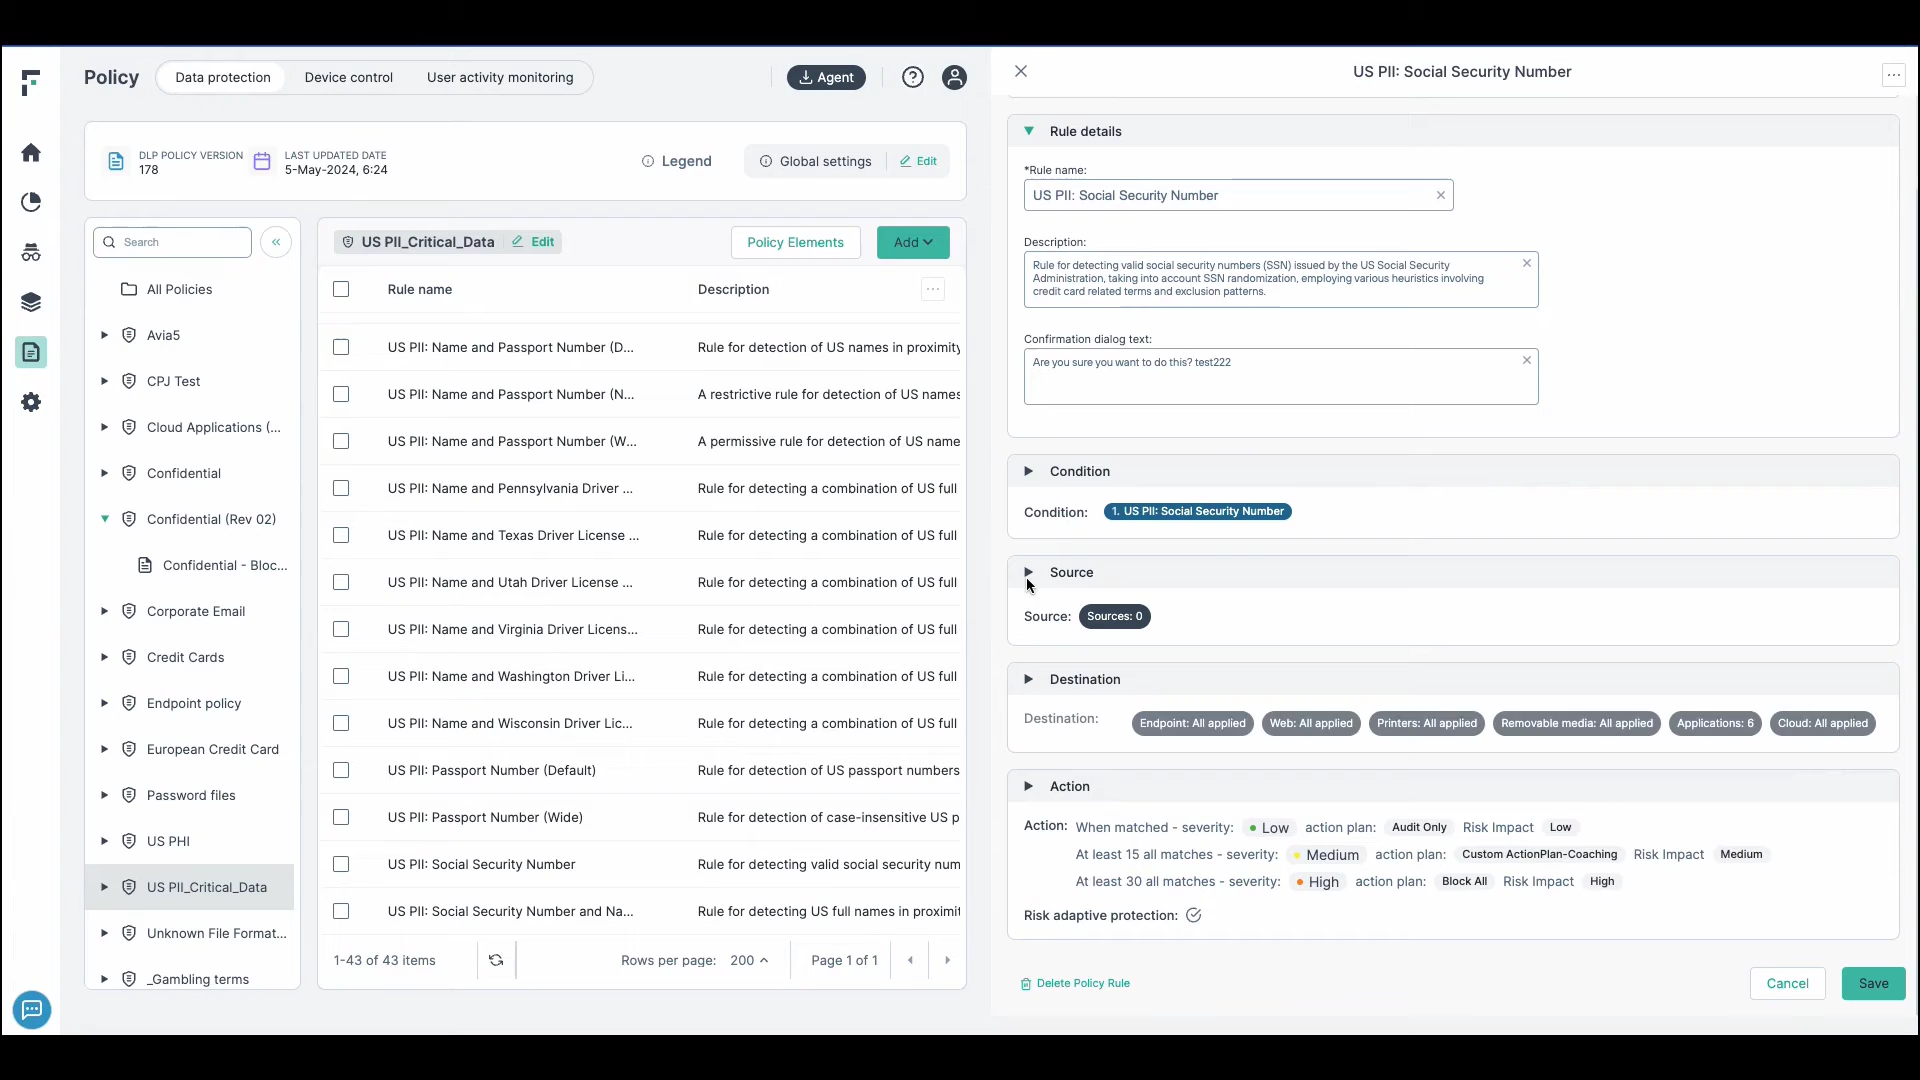 Policy
Data protection
Device control
User activity monitoring
Agent
DLP POLICY VERSION
178
LAST UPDATED DATE
5-May-2024, 6:24
Legend
Global settings
Edit
Search
All Policies
Avia5
CPJ Test
Cloud Applications (...
Confidential
Confidential (Rev 02)
Confidential - Bloc...
Corporate Email
Credit Cards
Endpoint policy
European Credit Card
Password files
US PHI
US PII_Critical_Data
Unknown File Format...
_Gambling terms
US PII_Critical_Data
Edit
Policy Elements
Add
Rule name Description
US PII: Name and Passport Number (D... Rule for detection of US names in proximity
US PII: Name and Passport Number (N... A restrictive rule for detection of US names
US PII: Name and Passport Number (W... A permissive rule for detection of US name
US PII: Name and Pennsylvania Driver ... Rule for detecting a combination of US full
US PII: Name and Texas Driver License ... Rule for detecting a combination of US full
US PII: Name and Utah Driver License ... Rule for detecting a combination of US full
US PII: Name and Virginia Driver Licens... Rule for detecting a combination of US full
US PII: Name and Washington Driver Li... Rule for detecting a combination of US full
US PII: Name and Wisconsin Driver Lic... Rule for detecting a combination of US full
US PII: Passport Number (Default) Rule for detection of US passport numbers
US PII: Passport Number (Wide) Rule for detection of case-insensitive US p
US PII: Social Security Number Rule for detecting valid social security num
US PII: Social Security Number and Na... Rule for detecting US full names in proximit
1-43 of 43 items
Rows per page: 200
Page 1 of 1
US PII: Social Security Number
Rule details
*Rule name:
US PII: Social Security Number
Description:
Rule for detecting valid social security numbers (SSN) issued by the US Social Security
Administration, taking into account SSN randomization, employing various heuristics involving
credit card related terms and exclusion patterns.
Confirmation dialog text:
Are you sure you want to do this? test222
Condition
Condition: 1. US PII: Social Security Number
Source
Source: Sources: 0
Destination
Destination: Endpoint: All applied Web: All applied Printers: All applied Removable media: All applied Applications: 6 Cloud: All applied
Action
Action: When matched - severity: Low action plan: Audit Only Risk Impact Low
At least 15 all matches - severity: Medium action plan: Custom ActionPlan-Coaching Risk Impact Medium
At least 30 all matches - severity: High action plan: Block All Risk Impact High
Risk adaptive protection:
Delete Policy Rule
Cancel
Save